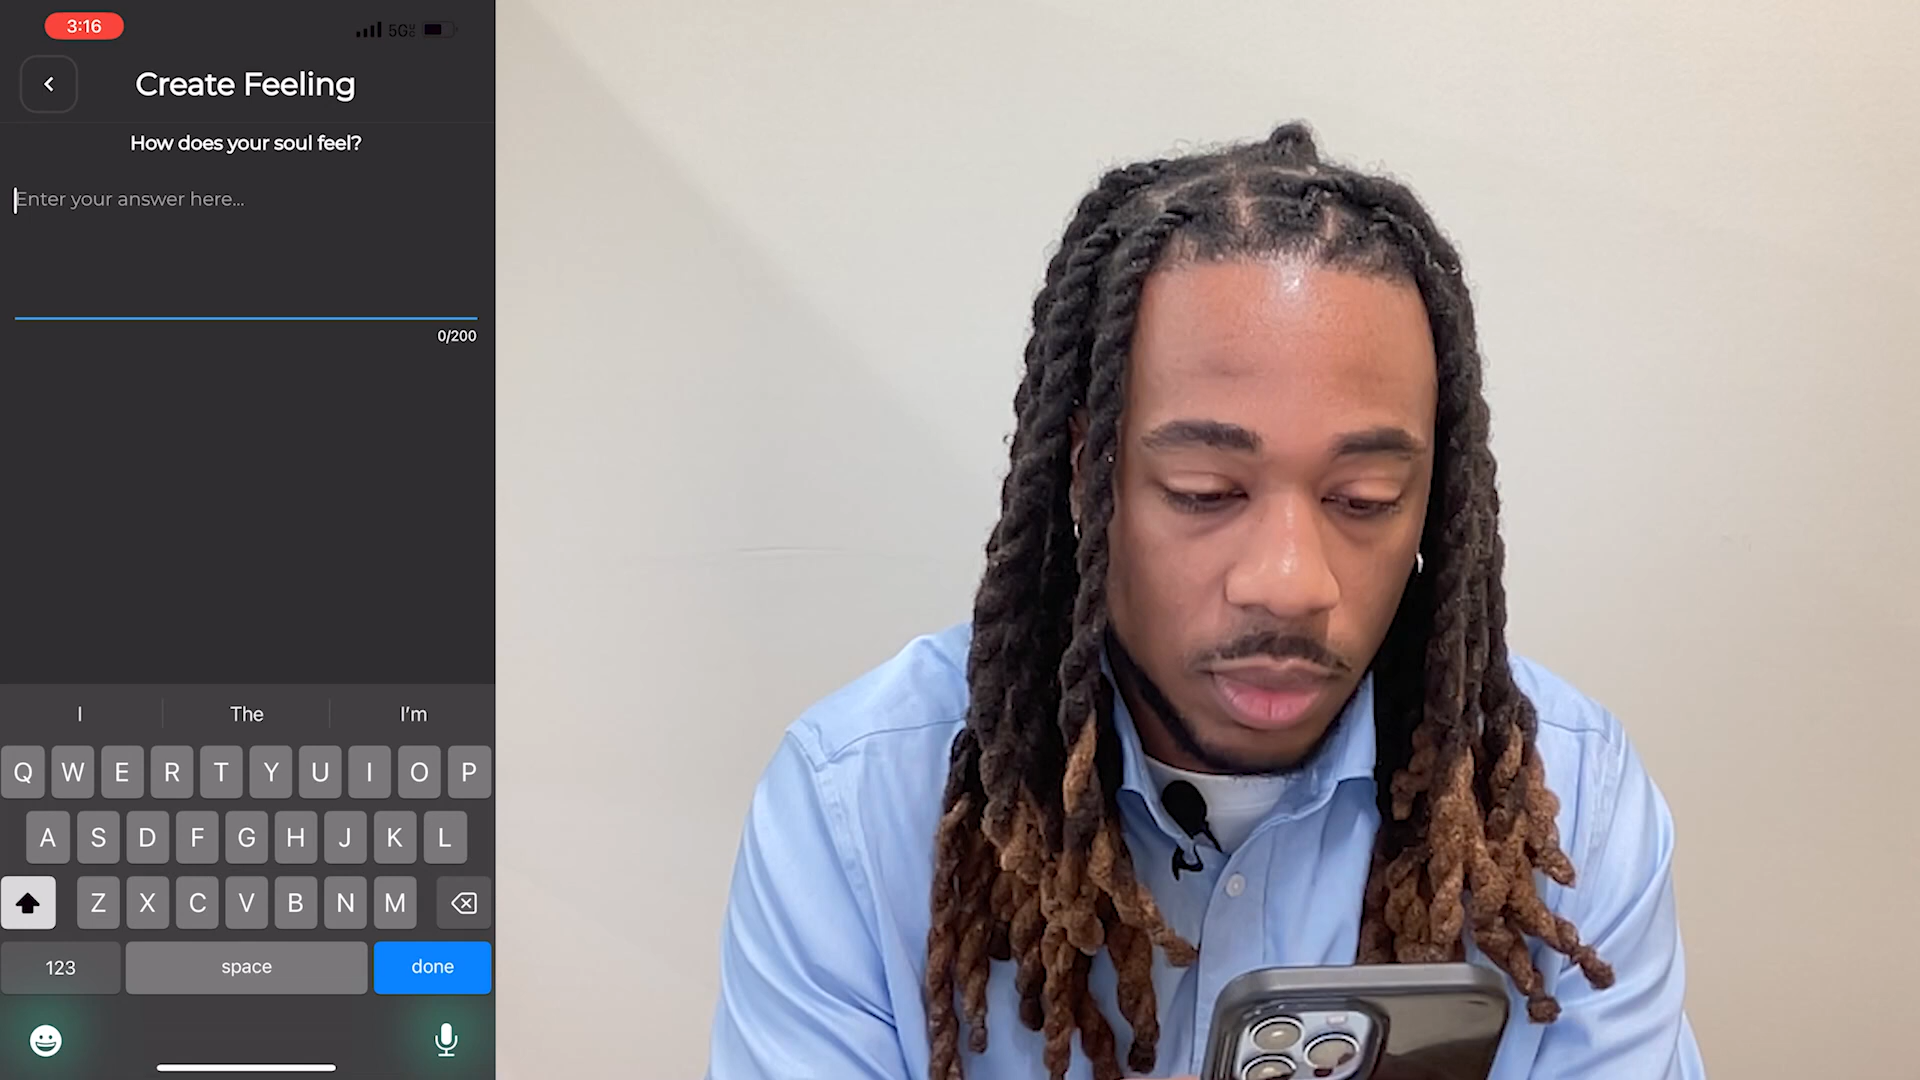 3:16
5G
Create Feeling
How does your soul feel?
Enter your answer here...
0/200
I The I'm
Q W E R T Y U I O P
A S D F G H J K L
Z X C V B N M
123 space done